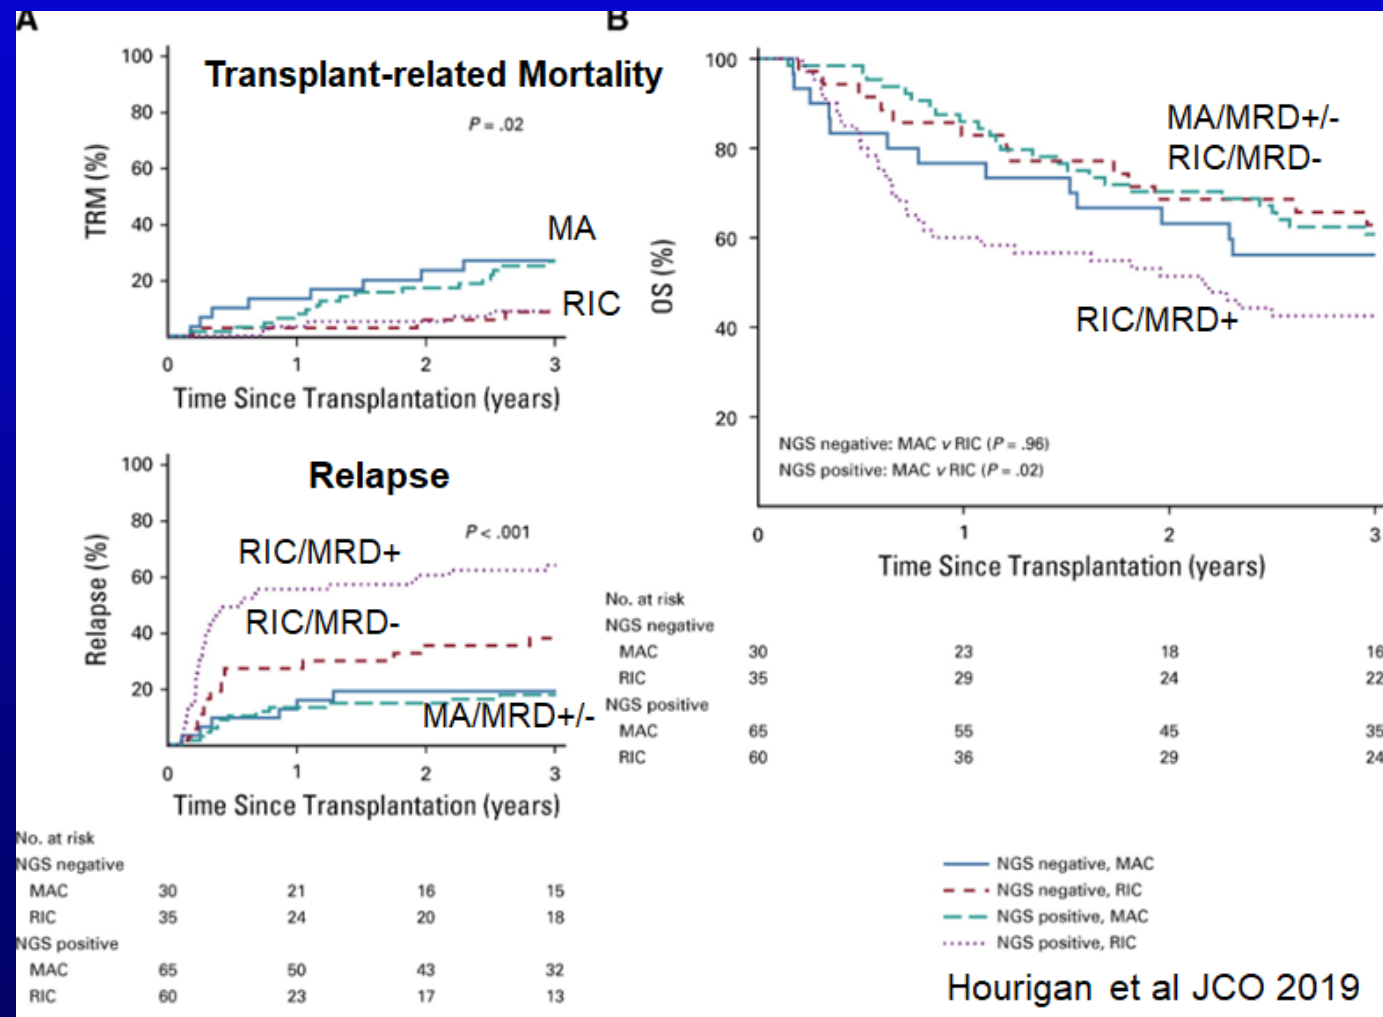 A
Transplant-related Mortality
P = .02
TRM (%)
100
80
60
40
20
MA
RIC
0 1 2 3
Time Since Transplantation (years)
Relapse
P < .001
Relapse (%)
100
80
60
40
20
RIC/MRD+
RIC/MRD-
MA/MRD+/-
0 1 2 3
Time Since Transplantation (years)
No. at risk
NGS negative
MAC 30 21 16 15
RIC 35 24 20 18
NGS positive
MAC 65 50 43 32
RIC 60 23 17 13
B
OS (%)
100
80
60
40
20
MA/MRD+/-
RIC/MRD-
RIC/MRD+
NGS negative: MAC v RIC (P = .96)
NGS positive: MAC v RIC (P = .02)
0 1 2 3
Time Since Transplantation (years)
No. at risk
NGS negative
MAC 30 23 18 16
RIC 35 29 24 22
NGS positive
MAC 65 55 45 35
RIC 60 36 29 24
NGS negative, MAC
NGS negative, RIC
NGS positive, MAC
NGS positive, RIC
Hourigan et al JCO 2019